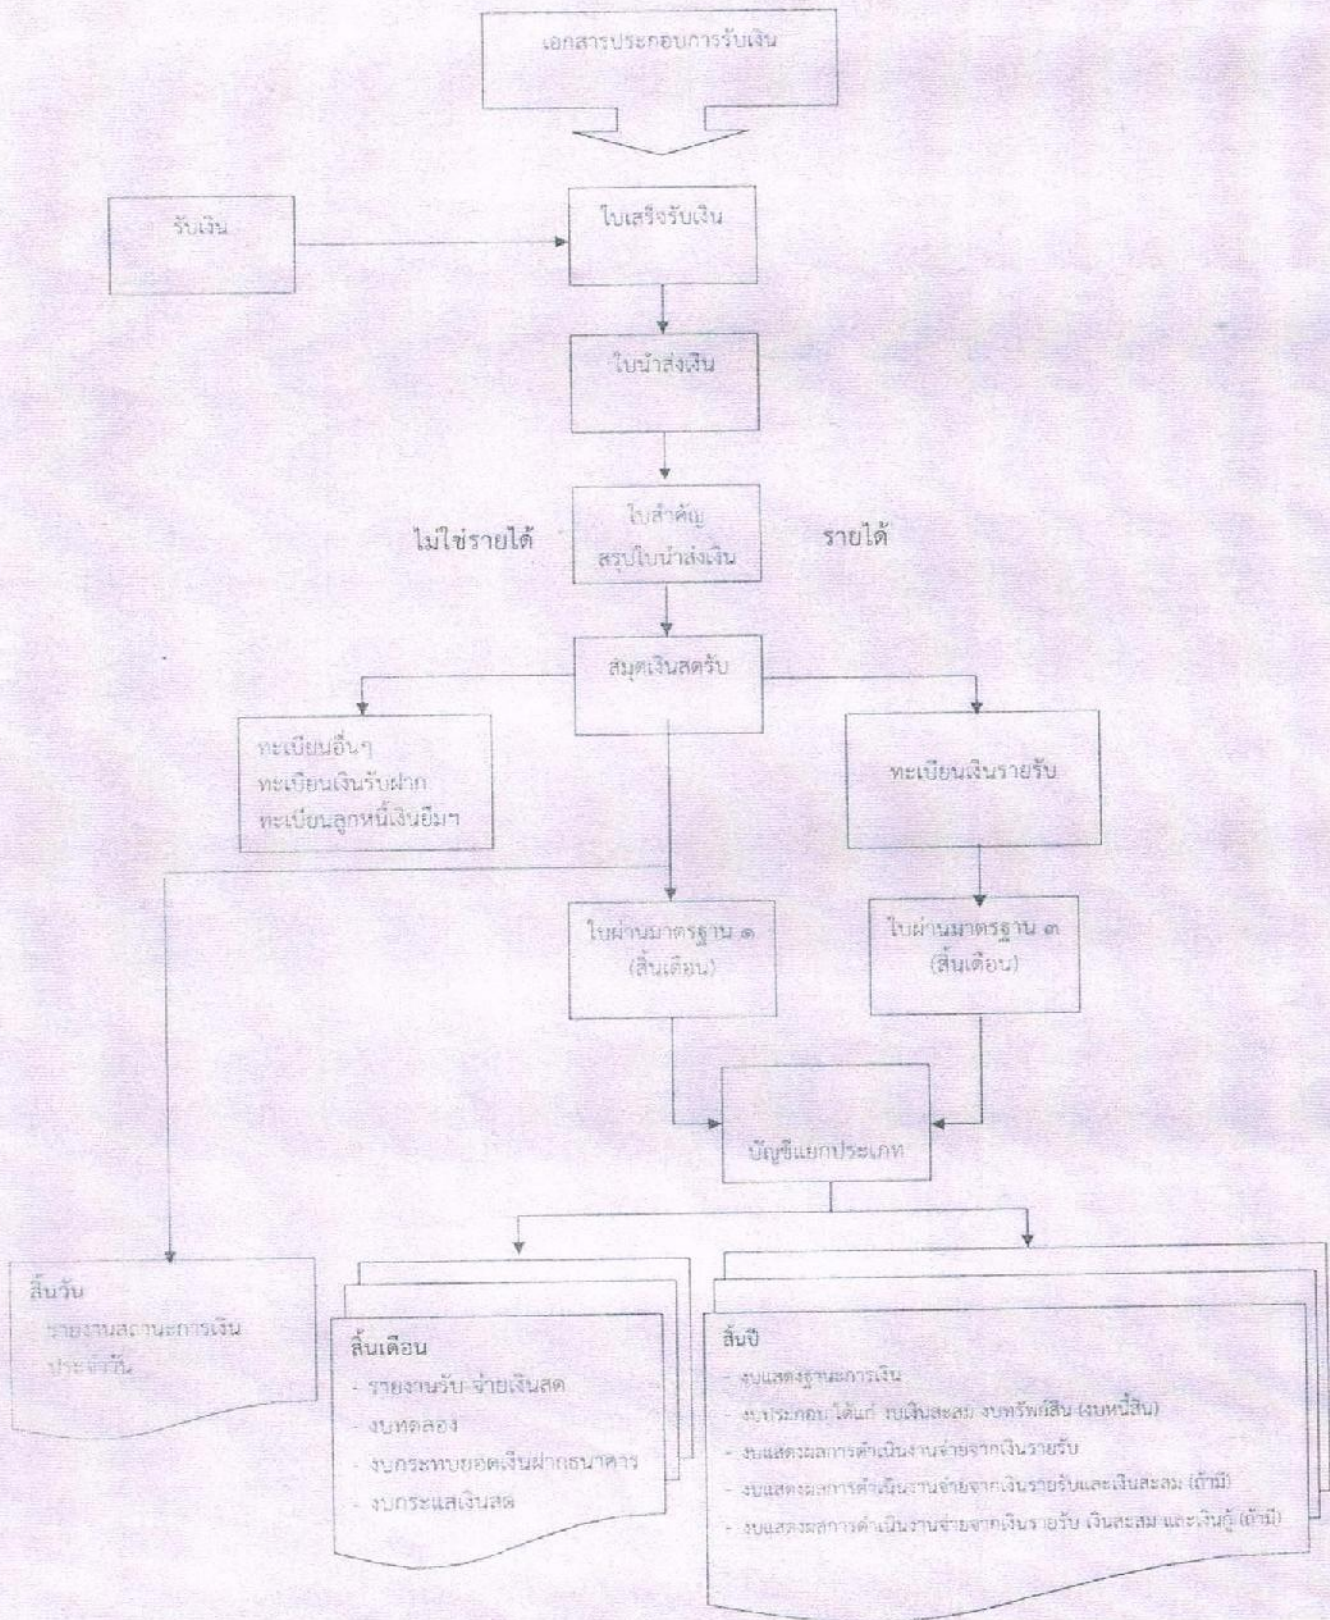 เอกสารประกอบการรับเงิน
รับเงิน
ใบเสร็จรับเงิน
ใบนำส่งเงิน
ไม่ใช่รายได้
ใบสำคัญ
สรุปใบนำส่งเงิน
รายได้
สมุดเงินสดรับ
ทะเบียนอื่นๆ
ทะเบียนเงินรับฝาก
ทะเบียนลูกหนี้เงินยืมฯ
ทะเบียนเงินรายรับ
ใบผ่านมาตรฐาน ๑
(สิ้นเดือน)
ใบผ่านมาตรฐาน ๓
(สิ้นเดือน)
บัญชีแยกประเภท
สิ้นวัน
รายงานสถานะการเงิน
ประจำวัน
สิ้นเดือน
- รายงานรับ-จ่ายเงินสด
- งบทดลอง
- งบกระทบยอดเงินฝากธนาคาร
- งบกระแสเงินสด
สิ้นปี
- งบแสดงฐานะการเงิน
- งบประกอบ ได้แก่ งบเงินสะสม งบทรัพย์สิน (งบหนี้สิน)
- งบแสดงผลการดำเนินงานจ่ายจากเงินรายรับ
- งบแสดงผลการดำเนินงานจ่ายจากเงินรายรับและเงินสะสม (ถ้ามี)
- งบแสดงผลการดำเนินงานจ่ายจากเงินรายรับ เงินสะสม และเงินกู้ (ถ้ามี)